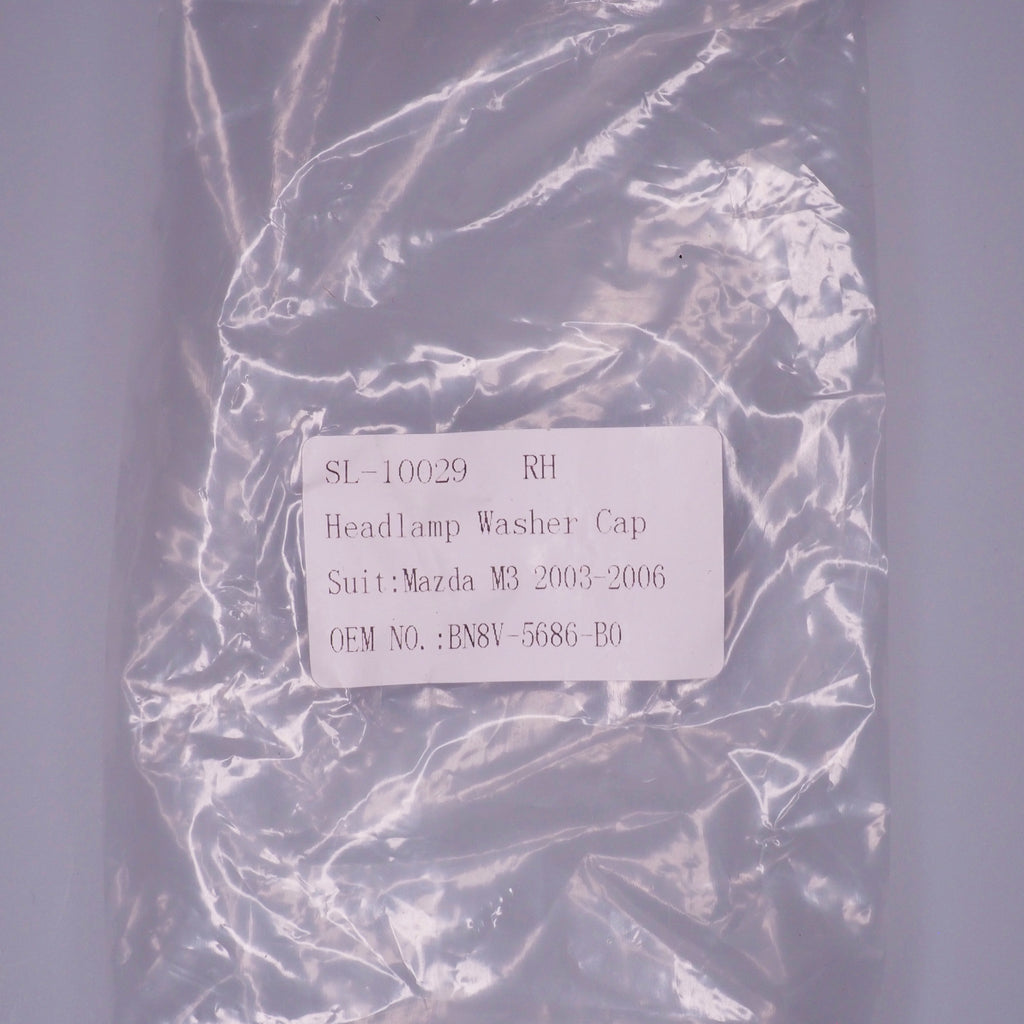 SL-10029 RH
Headlamp Washer Cap
Suit:Mazda M3 2003-2006
OEM NO.:BN8V-5686-B0